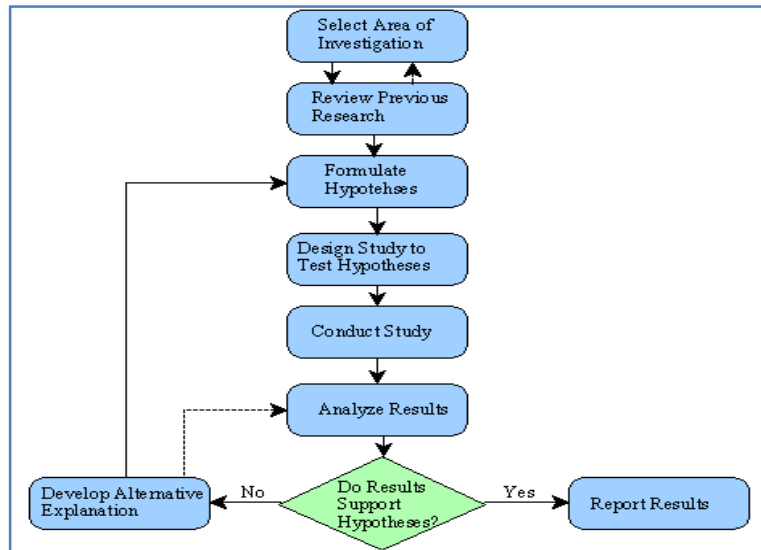 Select Area of
Investigation
Review Previous
Research
Formulate
Hypotehses
Design Study to
Test Hypotheses
Conduct Study
Analyze Results
Do Results
Support
Hypotheses?
No
Yes
Develop Alternative
Explanation
Report Results